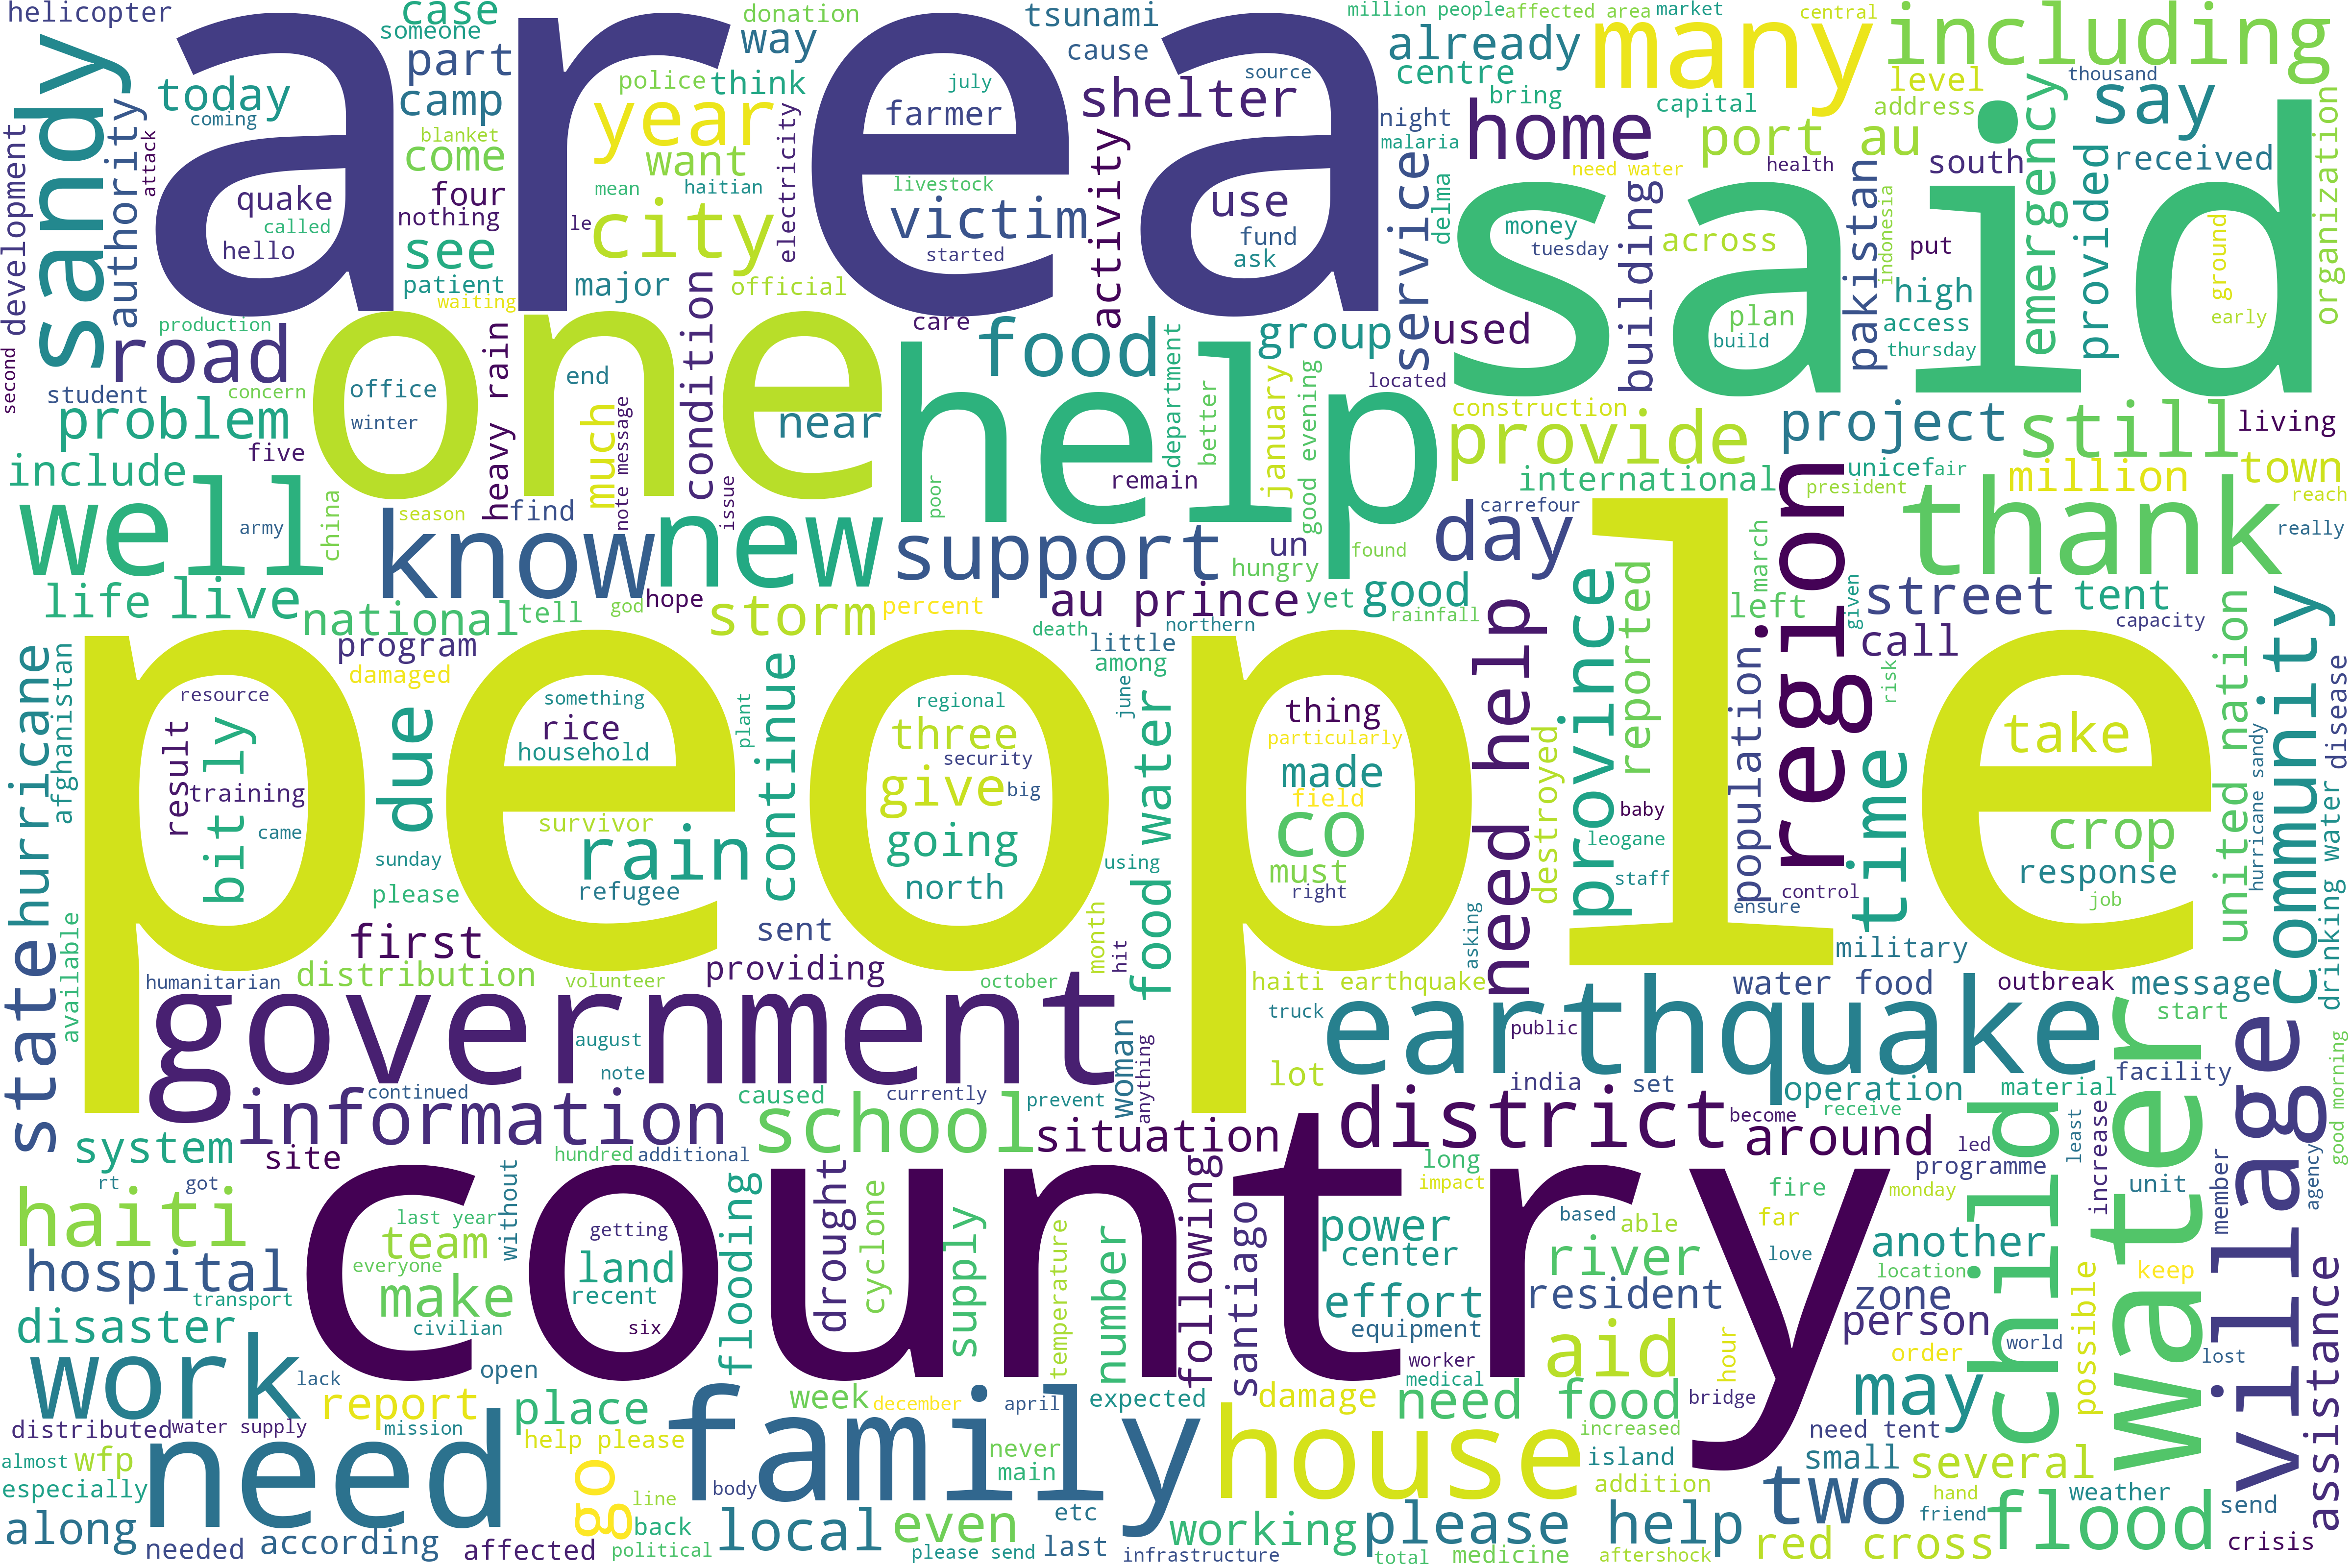 helicopter
case
someone
donation
tsunami
million people
affected area
market
central
many
including
sandy
area
said
part
way
cause
already
today
coming
camp
police
think
july
source
shelter
centre
bring
level
thousand
address
say
year
farmer
capital
development
authority
attack
blanket
come
want
electricity
night
malaria
home
port au
emergency
organization
quake
four
mean
haitian
livestock
activity
use
service
delma
need water
health
south
received
called
nothing
le
city
victim
hello
see
started
fund
ask
money
tuesday
building
across
pakistan
indonesia
put
provided
ground
patient
waiting
major
official
high
access
thursday
plan
build
early
production
road
second
student
concern
one
office
winter
end
heavy rain
condition
care
food
group
used
located
help
near
department
better
january
good evening
construction
project
still
living
problem
five
much
note message
issue
provide
international
unicef
air
town
include
china
season
find
poor
remain
million
president
reach
well
army
know
new
support
un
hungry
found
day
carrefour
region
thank
really
life
live
national
tell
god
hope
storm
percent
au prince
yet
good
rainfall
province
reported
left
march
given
street
tent
capacity
community
program
damaged
death
little
northern
among
june
call
united nation
state
hurricane
afghanistan
people
resource
result
training
bitly
came
due
something
rice
household
plant
continue
regional
three
security
give
big
water
thing
particularly
made
field
co
must
right
need help
destroyed
baby
leogane
staff
population
risk
time
take
crop
response
job
hurricane sandy
disease
drinking water
sunday
please
survivor
rain
refugee
going
north
using
food
control
ensure
available
first
sent
month
hit
asking
military
humanitarian
distribution
volunteer
providing
october
haiti earthquake
water food
outbreak
message
start
government
august
note
truck
public
earthquake
woman
anything
lot
india
set
operation
material
facility
good morning
continued
information
caused
currently
prevent
school
situation
district
become
receive
around
child
water
village
least
increase
system
site
hundred
additional
led
programme
rt
got
country
long
impact
fire
monday
unit
member
agency
haiti
last year
team
without
getting
flooding
drought
cyclone
supply
temperature
number
following
santiago
power
center
based
able
far
love
river
another
location
hospital
everyone
land
recent
make
transport
civilian
six
effort
equipment
resident
zone
person
possible
keep
disaster
work
lack
open
worker
medical
aid
hour
bridge
order
world
lost
assistance
report
place
week
december
april
expected
damage
need food
may
distributed
water supply
mission
help please
family
increased
need tent
almost
wfp
need
go
never
main
house
island
small
several
especially
body
addition
two
hand
friend
flood
weather
send
along
line
back
local
even
etc
working
please help
red cross
crisis
needed
according
affected
political
please send
last
infrastructure
total
medicine
aftershock